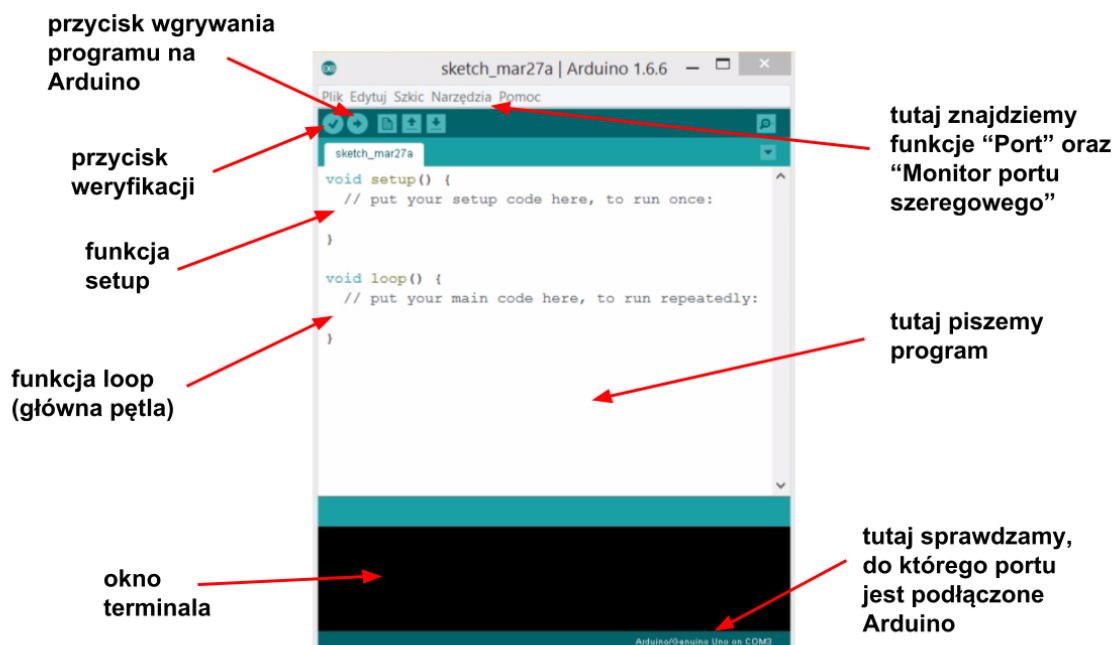 przycisk wgrywania
programu na
Arduino
przycisk
weryfikacji
funkcja
setup
funkcja loop
(główna pętla)
okno
terminala
sketch_mar27a | Arduino 1.6.6
Plik Edytuj Szkic Narzędzia Pomoc
sketch_mar27a
void setup() {
// put your setup code here, to run once:
}
void loop() {
// put your main code here, to run repeatedly:
}
Arduino/Genuino Uno on COM3
tutaj znajdziemy
funkcje “Port” oraz
“Monitor portu
szeregowego”
tutaj piszemy
program
tutaj sprawdzamy,
do którego portu
jest podłączone
Arduino